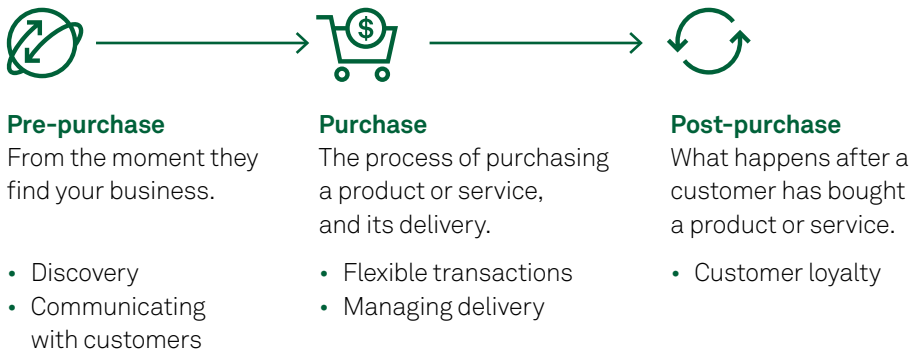 $
Pre-purchase
From the moment they
find your business.
• Discovery
• Communicating
with customers
Purchase
The process of purchasing
a product or service,
and its delivery.
• Flexible transactions
• Managing delivery
Post-purchase
What happens after a
customer has bought
a product or service.
• Customer loyalty